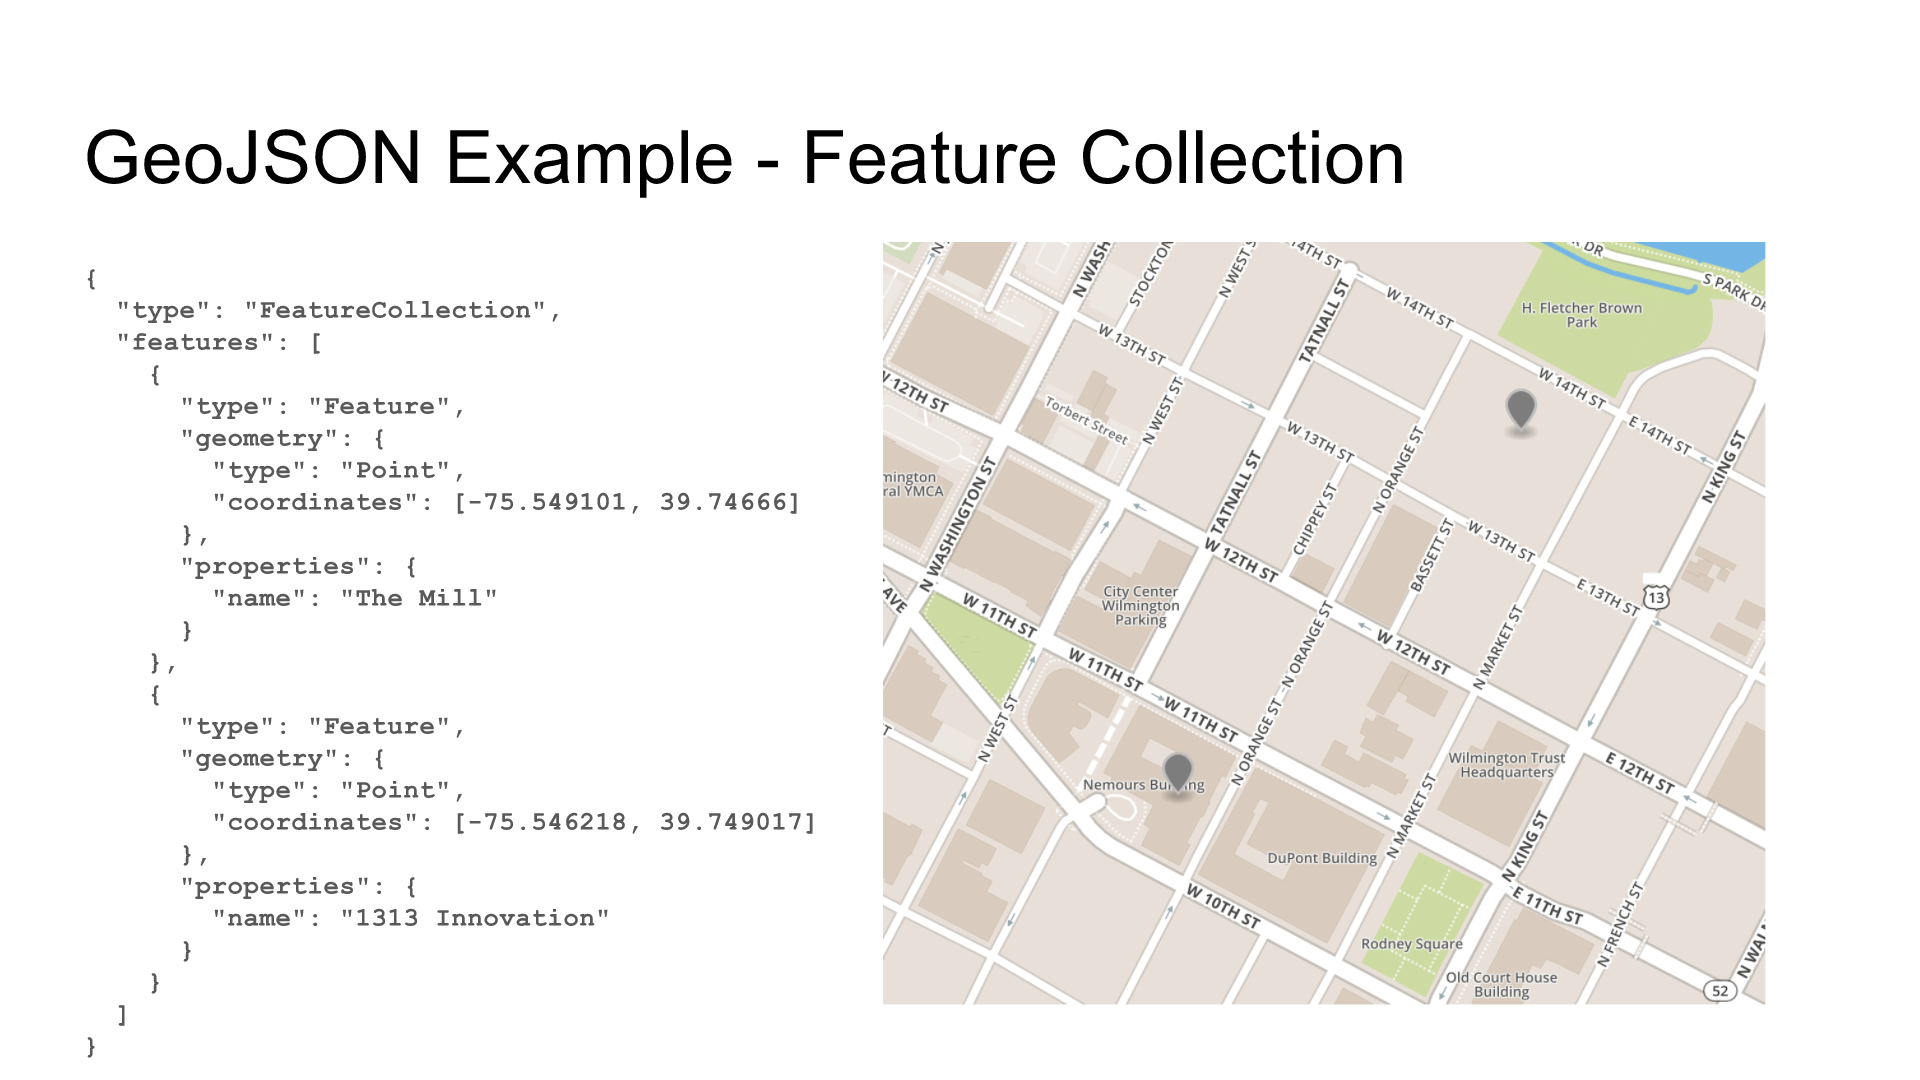 GeoJSON Example - Feature Collection
{
"type": "FeatureCollection",
"features": [
{
"type": "Feature",
"geometry": {
"type": "Point",
"coordinates": [-75.549101, 39.74666]
},
"properties": {
"name": "The Mill"
}
},
{
"type": "Feature",
"geometry": {
"type": "Point",
"coordinates": [-75.546218, 39.749017]
},
"properties": {
"name": "1313 Innovation"
}
}
]
}
N WASH
STOCKTON
N WEST S
14TH ST
W 14TH ST
S PARK DR
H. Fletcher Brown
Park
TATNALL ST
W 13TH ST
W 12TH ST
Torbert Street
N WEST ST
W 14TH ST
E 14TH ST
N KING ST
W 13TH ST
N ORANGE ST
mington
ral YMCA
N WASHINGTON ST
TATNALL ST
CHIPPEY ST
W 13TH ST
BASSETT ST
W 12TH ST
E 13TH ST
13
AVE
W 11TH ST
City Center
Wilmington
Parking
N ORANGE ST
W 12TH ST
N MARKET ST
W 11TH ST
W 11TH ST
N WEST ST
N ORANGE ST
Wilmington Trust
Headquarters
E 12TH ST
Nemours Bu ng
N MARKET ST
N KING ST
DuPont Building
W 10TH ST
E 11TH ST
N FRENCH ST
Rodney Square
Old Court House
Building
52
N WAL